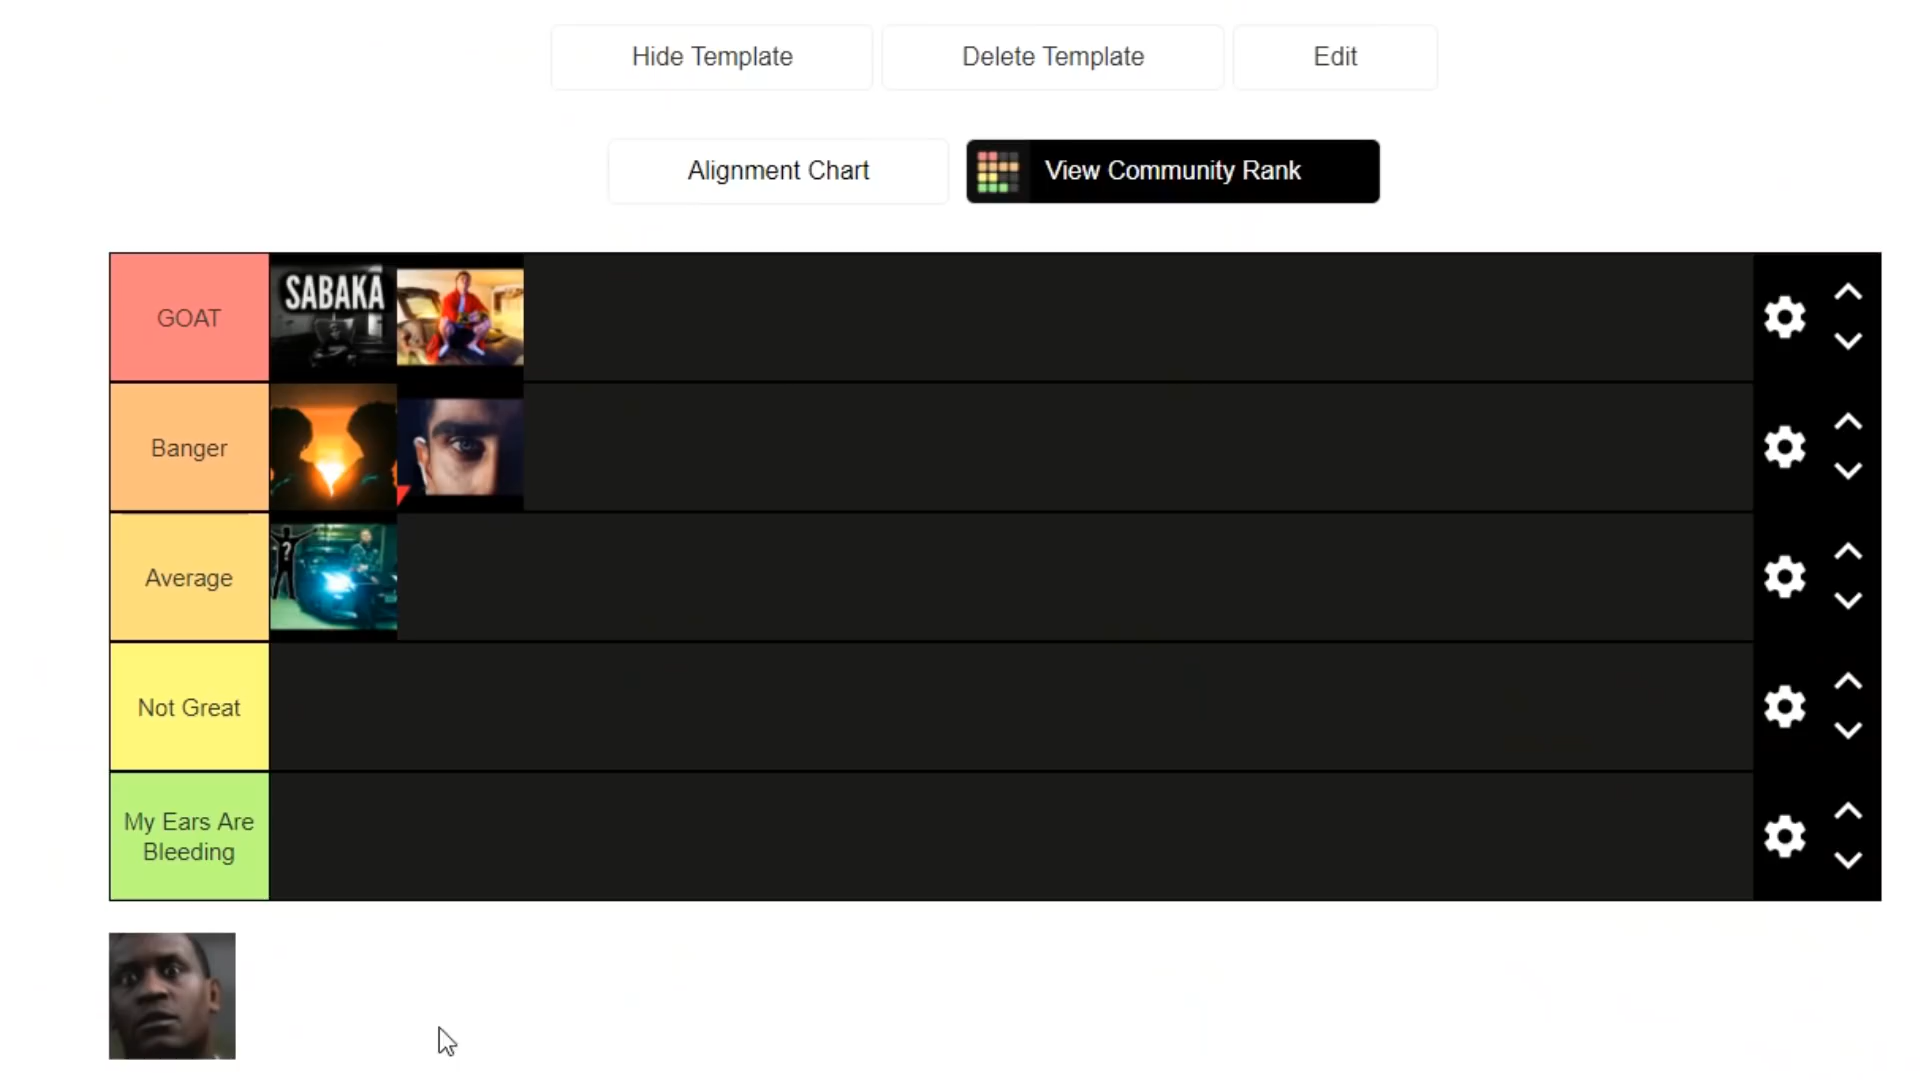 Hide Template
Delete Template
Edit
Alignment Chart
View Community Rank
GOAT
SABAKA
Banger
Average
?
Not Great
My Ears Are
Bleeding